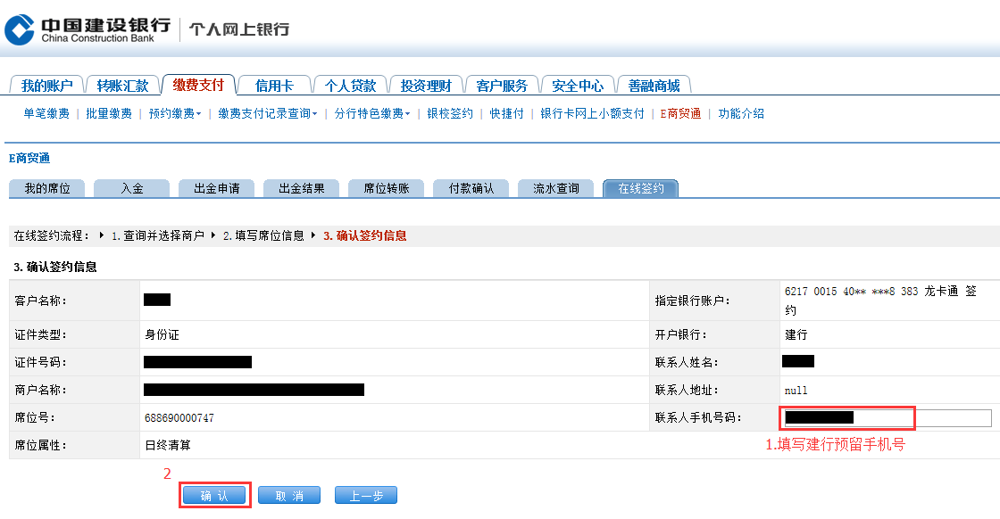 中国建设银行 个人网上银行
China Construction Bank
我的账户 转账汇款 缴费支付 信用卡 个人贷款 投资理财 客户服务 安全中心 善融商城
单笔缴费 | 批量缴费 | 预约缴费 | 缴费支付记录查询 | 分行特色缴费 | 银校签约 | 快捷付 | 银行卡网上小额支付 | E商贸通 | 功能介绍
E商贸通
我的席位 入金 出金申请 出金结果 席位转账 付款确认 流水查询 在线签约
在线签约流程： 1. 查询并选择商户 2. 填写席位信息 3. 确认签约信息
3. 确认签约信息
客户名称： 指定银行账户： 6217 0015 40** ***8 383 龙卡通 签
约
证件类型： 身份证 开户银行： 建行
证件号码： 联系人姓名：
商户名称： 联系人地址： null
席位号： 688690000747 联系人手机号码：
席位属性： 日终清算 1.填写建行预留手机号
2
确 认 取 消 上一步